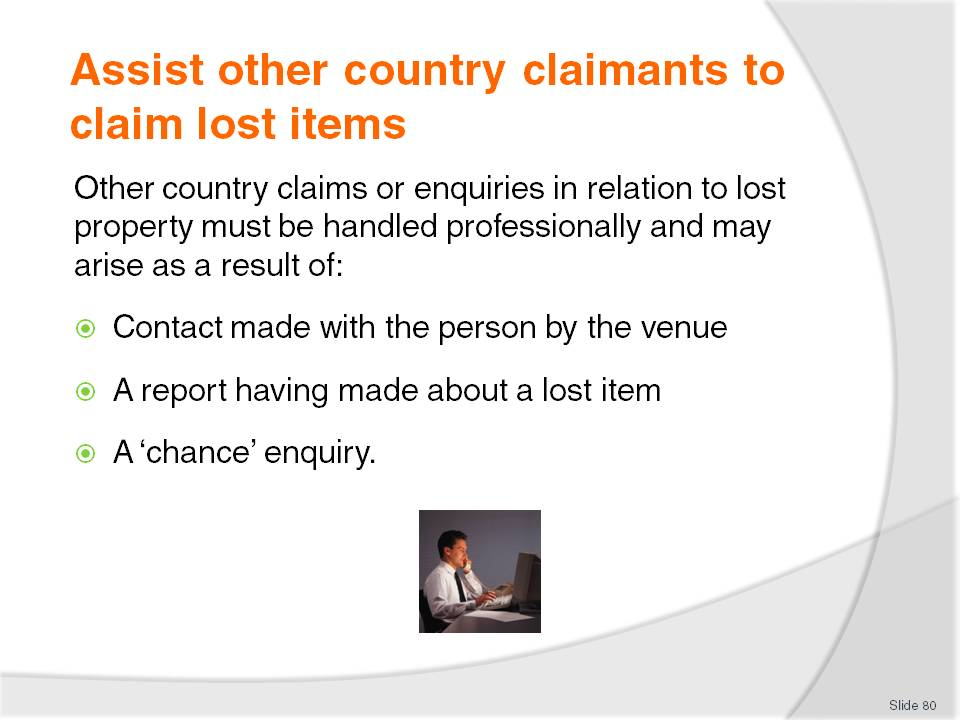 Assist other country claimants to
claim lost items
Other country claims or enquiries in relation to lost
property must be handled professionally and may
arise as a result of:
Contact made with the person by the venue
A report having made about a lost item
A ‘chance’ enquiry.
Slide 80